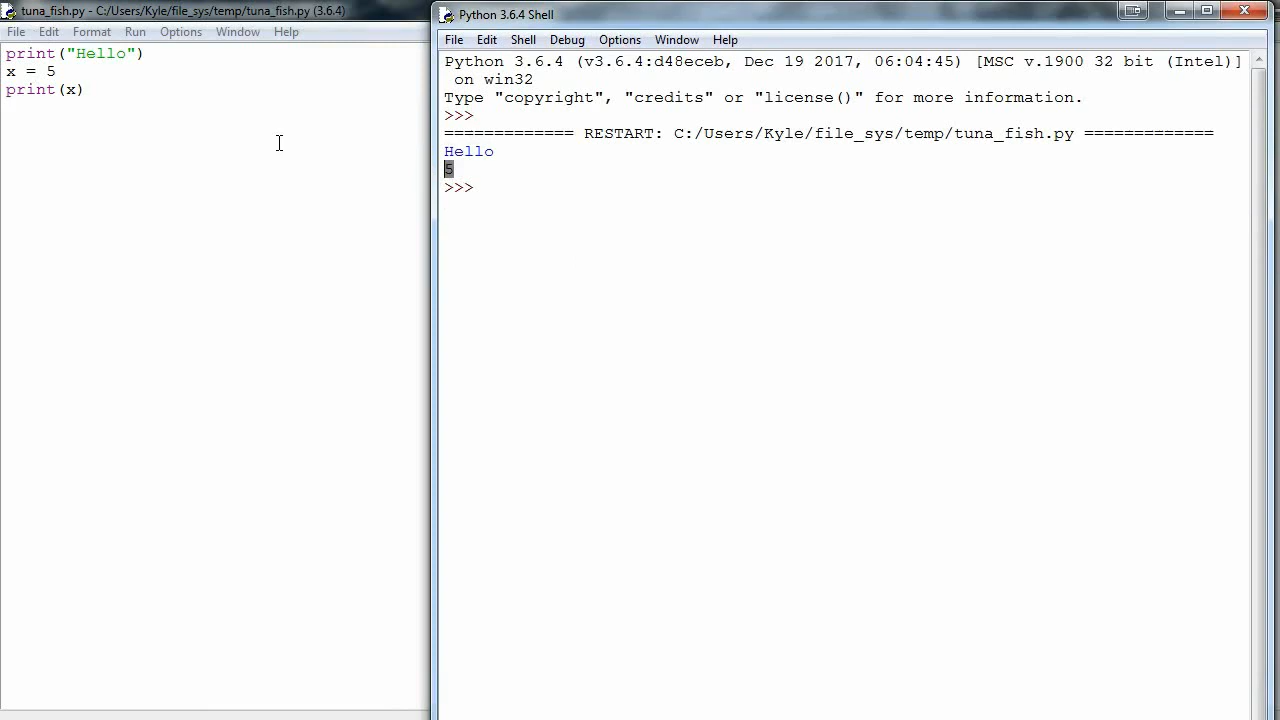 tuna_fish.py - C:/Users/Kyle/file_sys/temp/tuna_fish.py (3.6.4)
File Edit Format Run Options Window Help
print("Hello")
x = 5
print(x)
Python 3.6.4 Shell
File Edit Shell Debug Options Window Help
Python 3.6.4 (v3.6.4:d48eceb, Dec 19 2017, 06:04:45) [MSC v.1900 32 bit (Intel)]
on win32
Type "copyright", "credits" or "license()" for more information.
>>>
============= RESTART: C:/Users/Kyle/file_sys/temp/tuna_fish.py =============
Hello
5
>>>